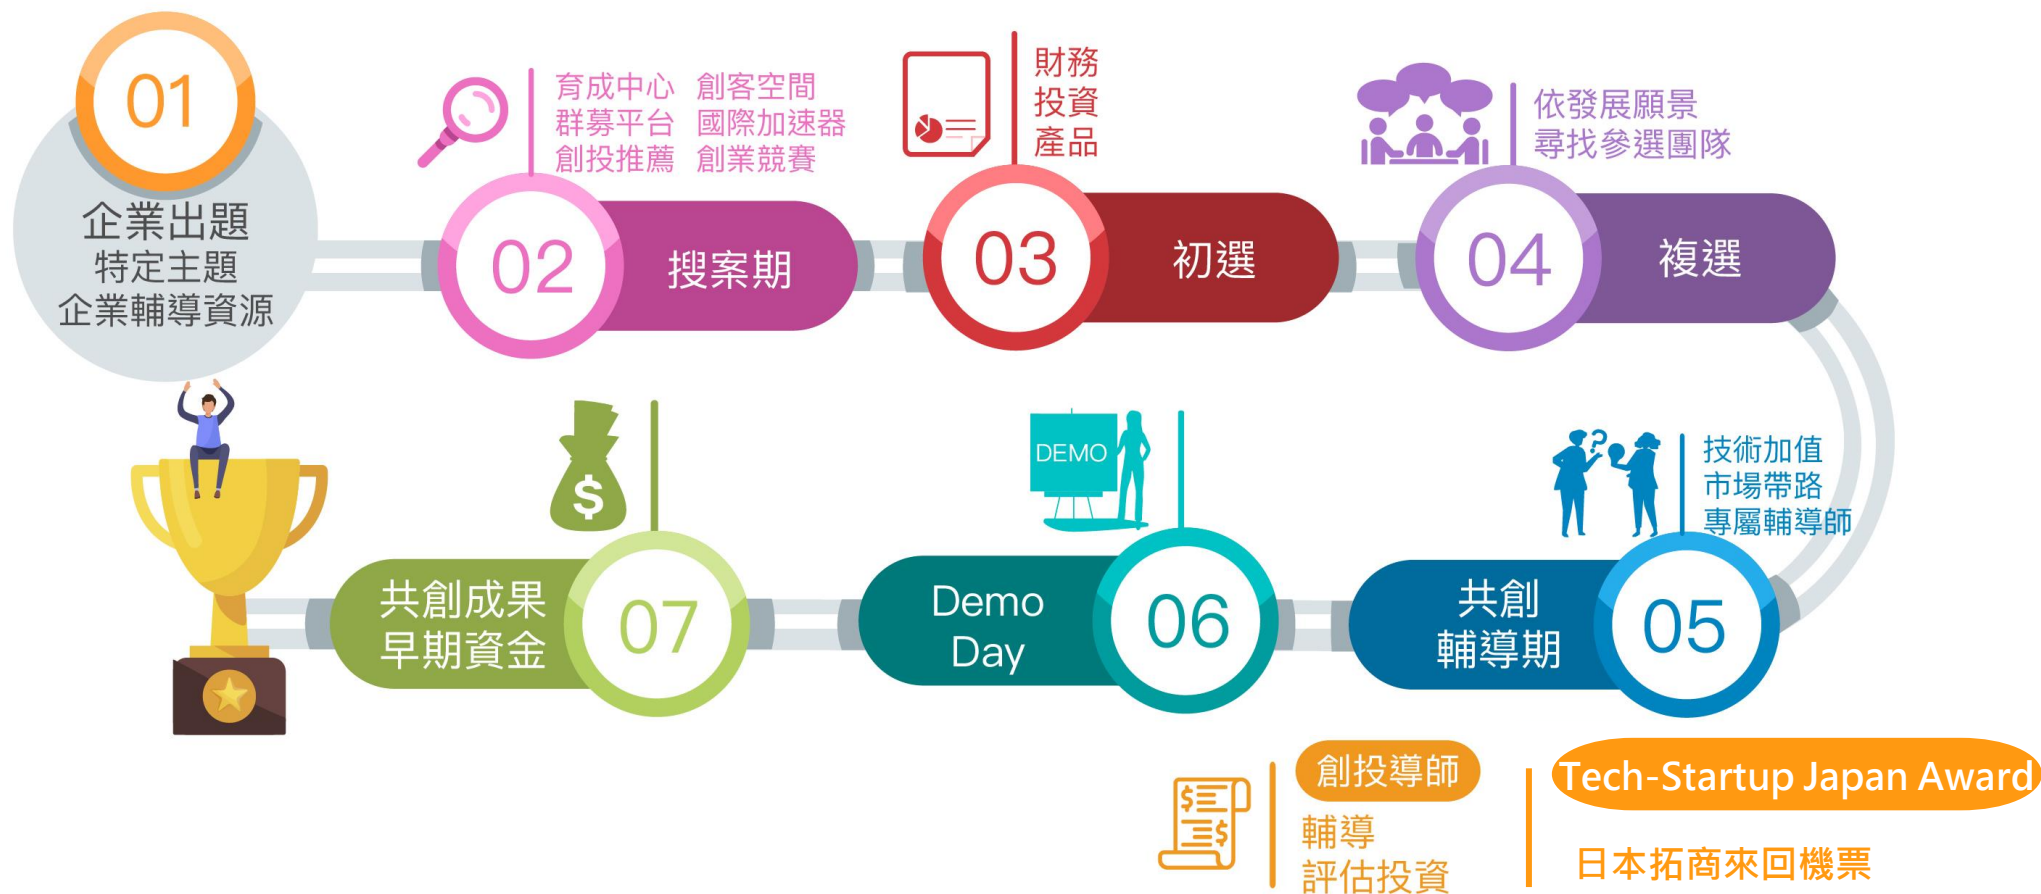 01
企業出題
特定主題
企業輔導資源
育成中心 創客空間
群募平台 國際加速器
創投推薦 創業競賽
02
搜案期
財務
投資
產品
03
初選
依發展願景
尋找參選團隊
04
複選
技術加值
市場帶路
專屬輔導師
共創
輔導期
05
DEMO
Demo
Day
06
$
共創成果
早期資金
07
$
$
創投導師
輔導
評估投資
Tech-Startup Japan Award
日本拓商來回機票